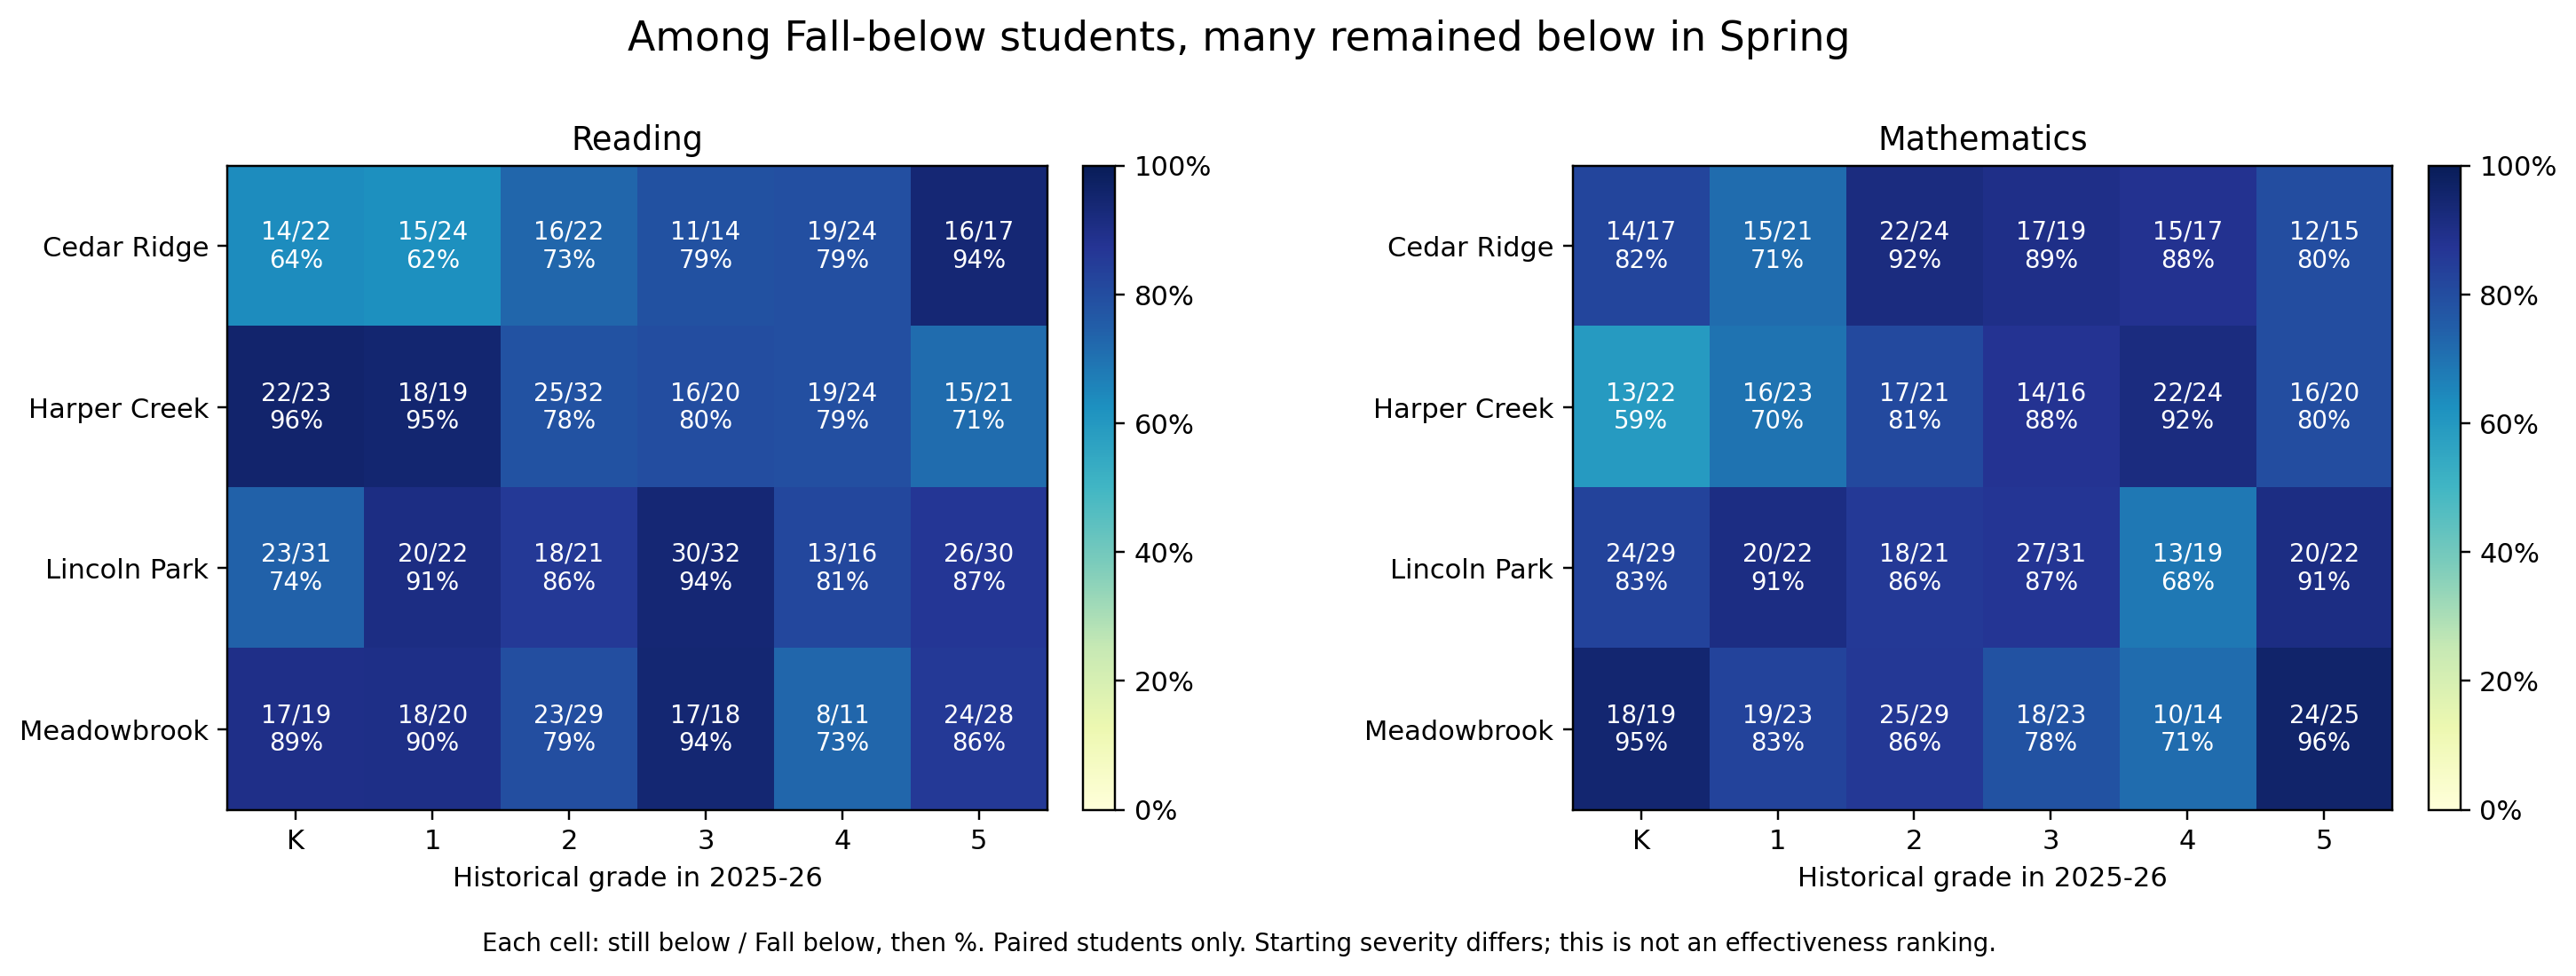 Among Fall-below students, many remained below in Spring
Reading
Cedar Ridge
14/22 15/24 16/22 11/14 19/24 16/17
64% 62% 73% 79% 79% 94%
Harper Creek
22/23 18/19 25/32 16/20 19/24 15/21
96% 95% 78% 80% 79% 71%
Lincoln Park
23/31 20/22 18/21 30/32 13/16 26/30
74% 91% 86% 94% 81% 87%
Meadowbrook
17/19 18/20 23/29 17/18 8/11 24/28
89% 90% 79% 94% 73% 86%
K 1 2 3 4 5
Historical grade in 2025-26
100%
80%
60%
40%
20%
0%
Mathematics
Cedar Ridge
14/17 15/21 22/24 17/19 15/17 12/15
82% 71% 92% 89% 88% 80%
Harper Creek
13/22 16/23 17/21 14/16 22/24 16/20
59% 70% 81% 88% 92% 80%
Lincoln Park
24/29 20/22 18/21 27/31 13/19 20/22
83% 91% 86% 87% 68% 91%
Meadowbrook
18/19 19/23 25/29 18/23 10/14 24/25
95% 83% 86% 78% 71% 96%
K 1 2 3 4 5
Historical grade in 2025-26
100%
80%
60%
40%
20%
0%
Each cell: still below / Fall below, then %. Paired students only. Starting severity differs; this is not an effectiveness ranking.